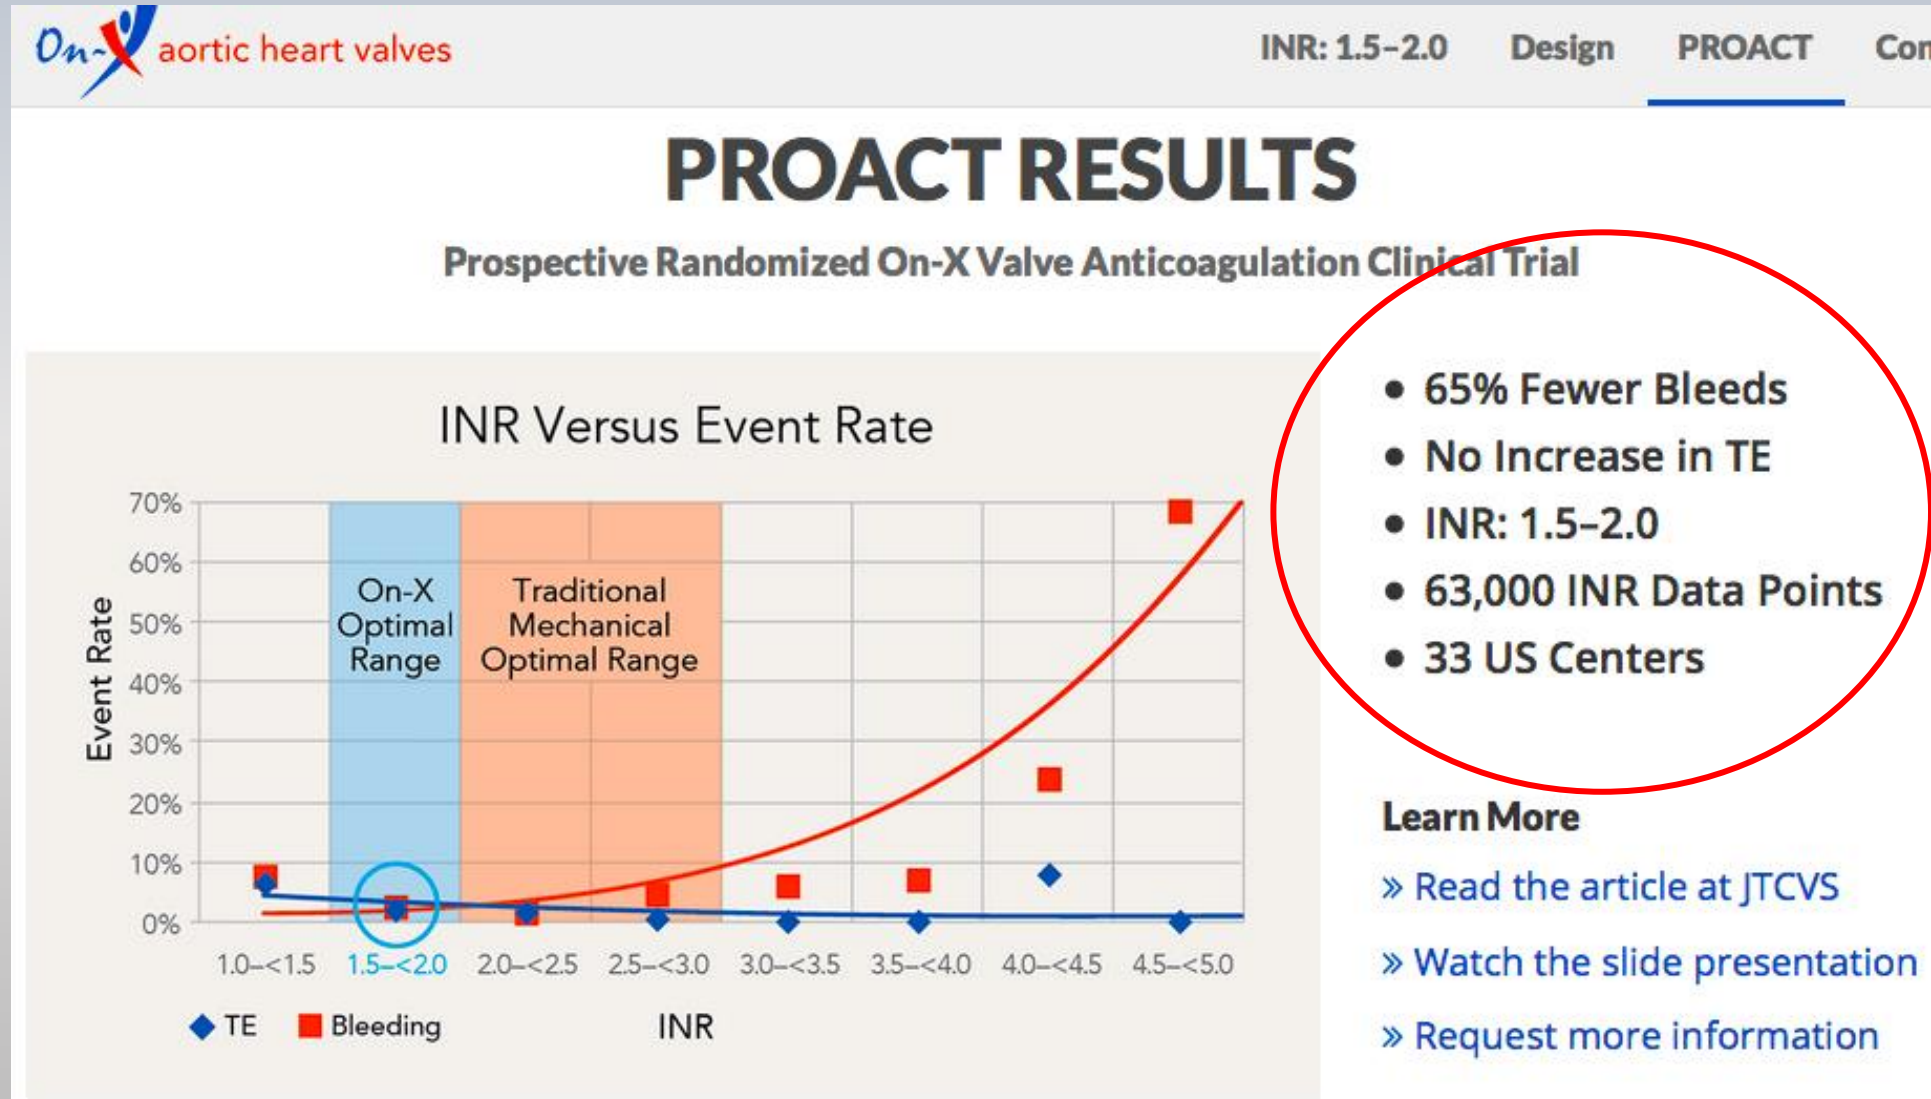 On-X aortic heart valves
INR: 1.5–2.0 Design PROACT
PROACT RESULTS
Prospective Randomized On-X Valve Anticoagulation Clinical Trial
INR Versus Event Rate
70%
60%
50%
40%
30%
20%
10%
0%
Event Rate
On-X
Optimal
Range
Traditional
Mechanical
Optimal Range
1.0–<1.5 1.5–<2.0 2.0–<2.5 2.5–<3.0 3.0–<3.5 3.5–<4.0 4.0–<4.5 4.5–<5.0
TE Bleeding INR
• 65% Fewer Bleeds
• No Increase in TE
• INR: 1.5–2.0
• 63,000 INR Data Points
• 33 US Centers
Learn More
» Read the article at JTCVS
» Watch the slide presentation
» Request more information